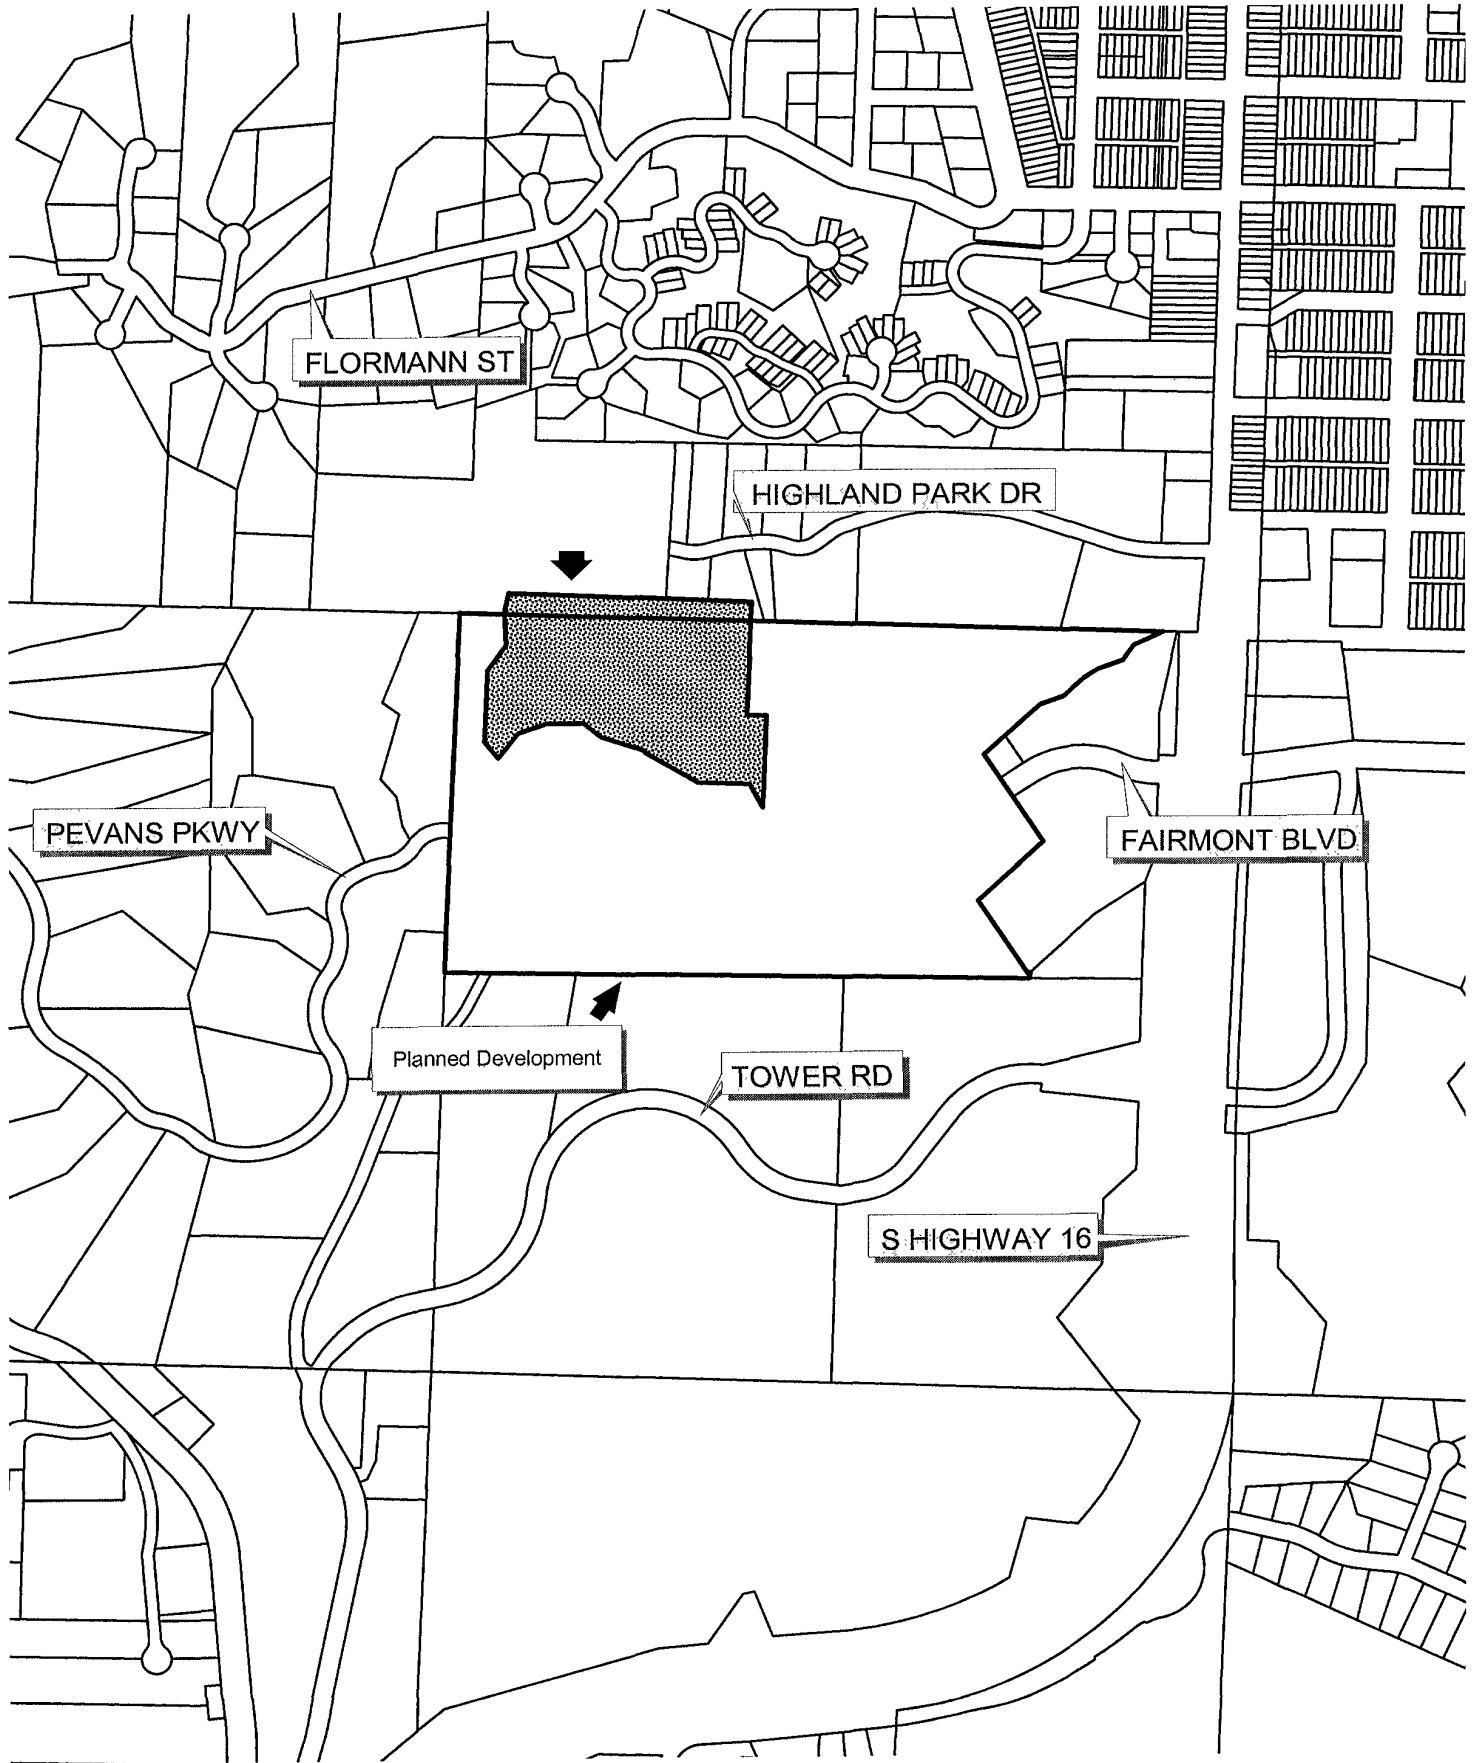 FLORMANN ST
HIGHLAND PARK DR
PEVANS PKWY
FAIRMONT BLVD
Planned Development
TOWER RD
S HIGHWAY 16